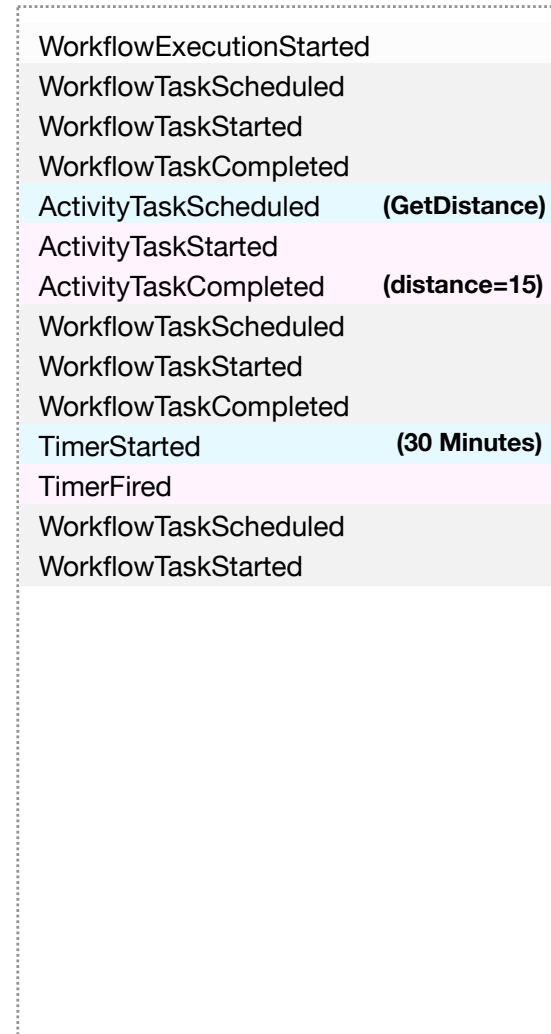 WorkflowExecutionStarted
WorkflowTaskScheduled
WorkflowTaskStarted
WorkflowTaskCompleted
ActivityTaskScheduled (GetDistance)
ActivityTaskStarted
ActivityTaskCompleted (distance=15)
WorkflowTaskScheduled
WorkflowTaskStarted
WorkflowTaskCompleted
TimerStarted (30 Minutes)
TimerFired
WorkflowTaskScheduled
WorkflowTaskStarted